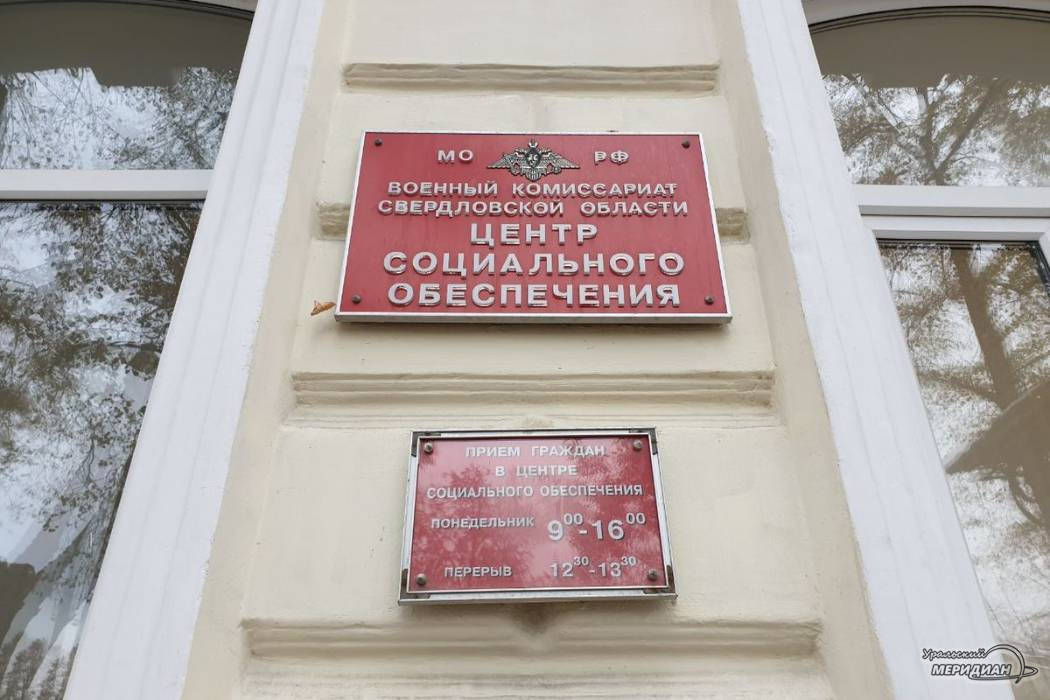 МО РФ
ВОЕННЫЙ КОМИССАРИАТ
СВЕРДЛОВСКОЙ ОБЛАСТИ
ЦЕНТР
СОЦИАЛЬНОГО
ОБЕСПЕЧЕНИЯ
ПРИЕМ ГРАЖДАН
В ЦЕНТРЕ
СОЦИАЛЬНОГО ОБЕСПЕЧЕНИЯ
ПОНЕДЕЛЬНИК 9⁰⁰-16⁰⁰
ПЕРЕРЫВ 12³⁰-13³⁰
Уральский
МЕРИДИАН